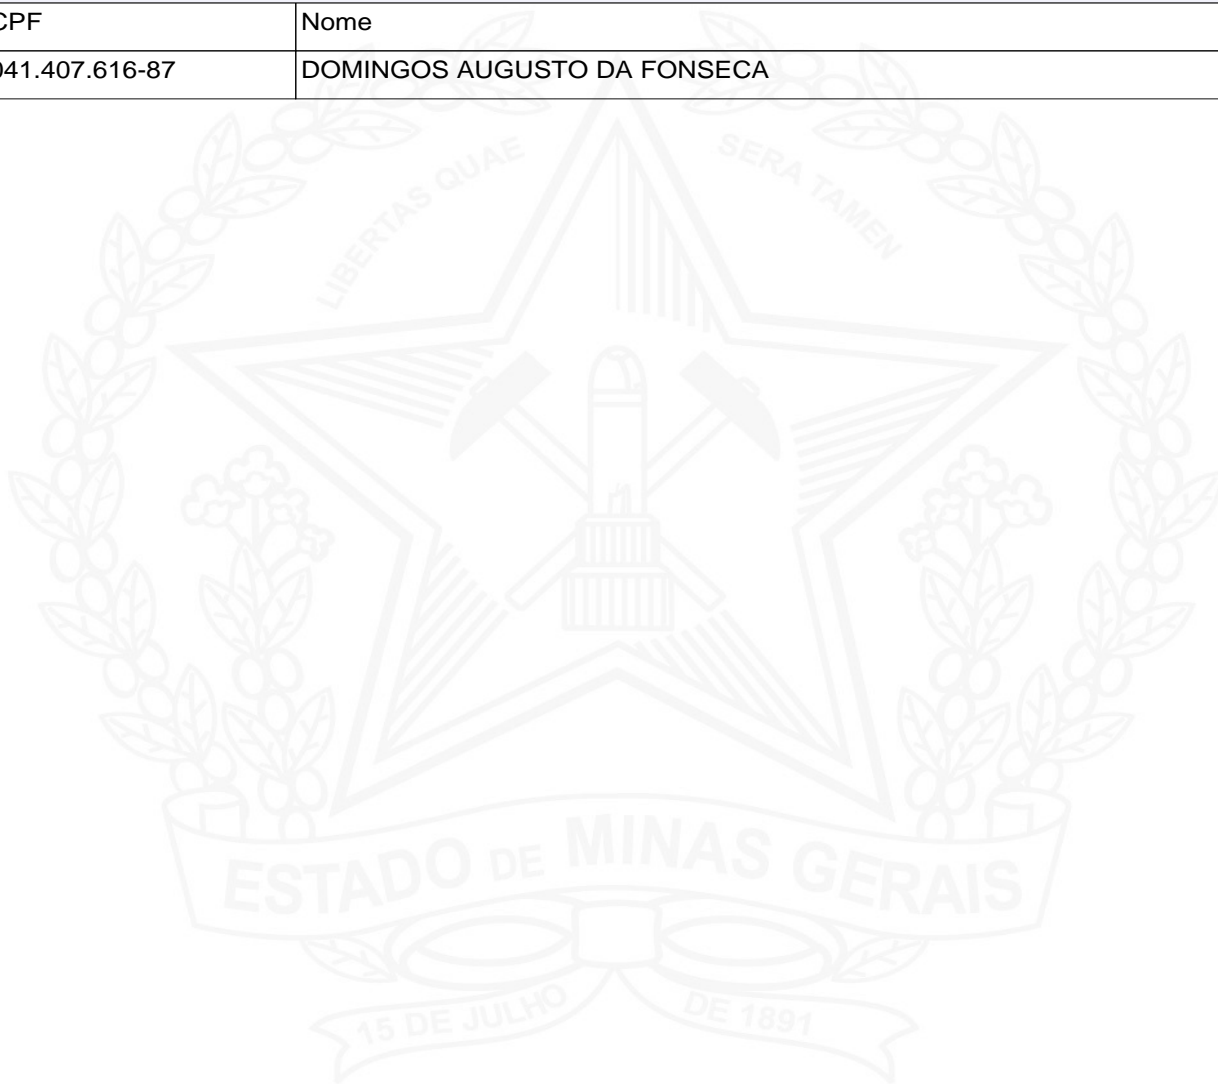 CPF Nome
041.407.616-87 DOMINGOS AUGUSTO DA FONSECA
LIBERTAS QUAE SERA TAMEN
ESTADO DE MINAS GERAIS
15 DE JULHO DE 1891